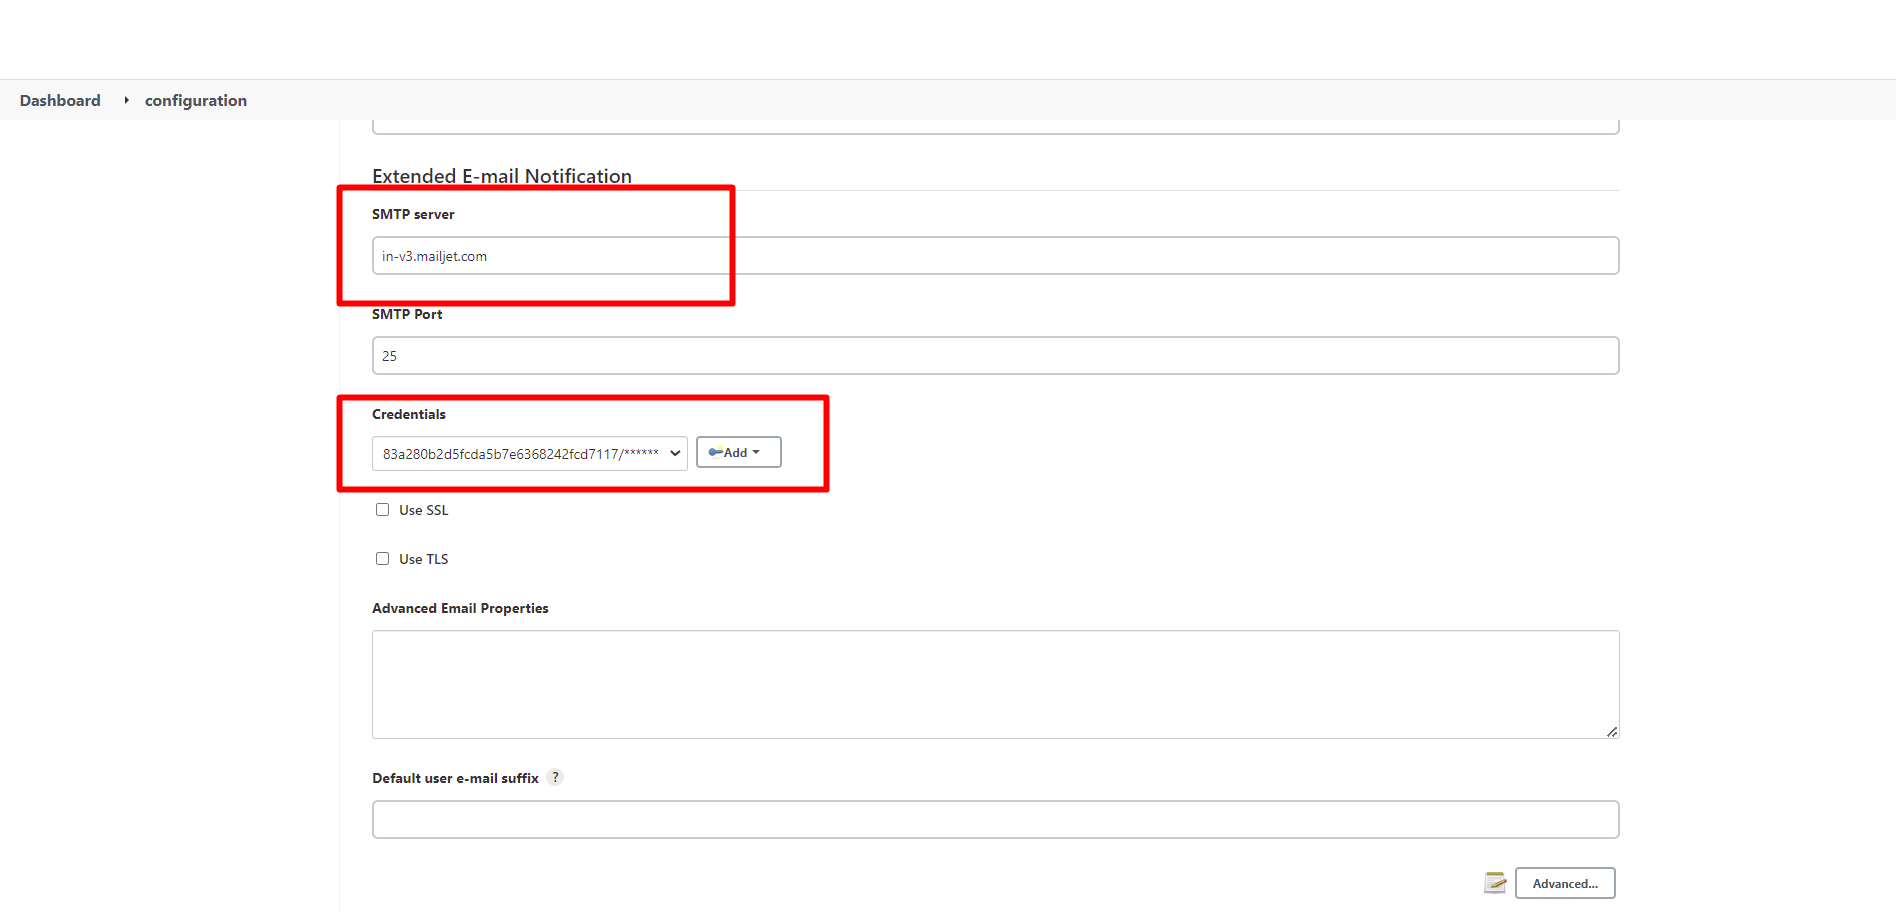 Dashboard configuration
Extended E-mail Notification
SMTP server
in-v3.mailjet.com
SMTP Port
25
Credentials
83a280b2d5fcda5b7e6368242fcd7117/****** Add
Use SSL
Use TLS
Advanced Email Properties
Default user e-mail suffix ?
Advanced...